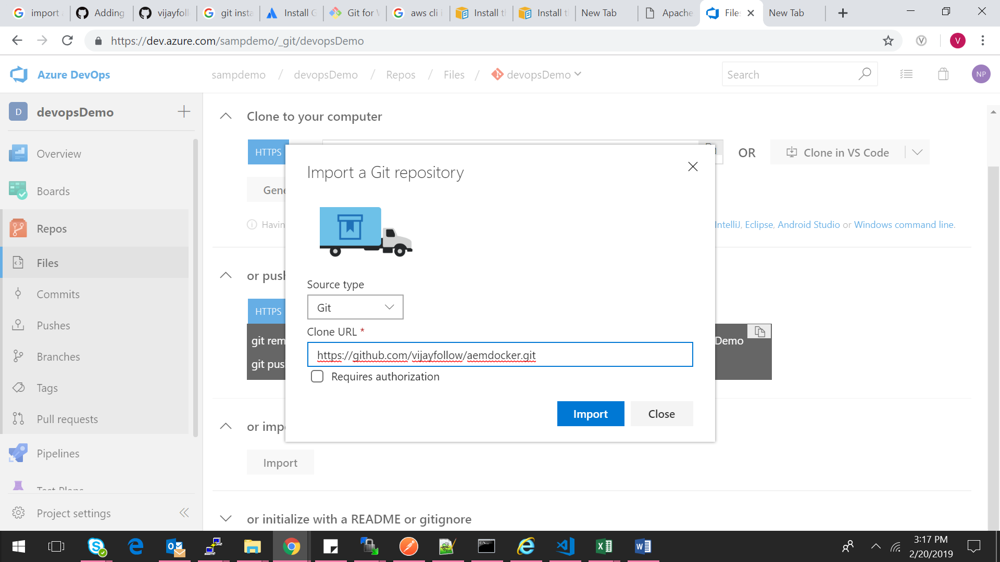 import a
Adding
vijayfoll
git insta
Install G
Git for W
aws cli i
Install th
Install th
New Tab
Apache
Files
New Tab
https://dev.azure.com/sampdemo/_git/devopsDemo
V
V
Azure DevOps
sampdemo / devopsDemo / Repos / Files / devopsDemo
Search
NP
D devopsDemo
Overview
Boards
Repos
Files
Commits
Pushes
Branches
Tags
Pull requests
Pipelines
Test Plans
Project settings
Clone to your computer
HTTPS
OR
Clone in VS Code
Gene
Havin
IntelliJ, Eclipse, Android Studio or Windows command line.
or push
HTTPS
git rem
Demo
git pus
or impo
Import
or initialize with a README or gitignore
Import a Git repository
Source type
Git
Clone URL *
https://github.com/vijayfollow/aemdocker.git
Requires authorization
Import
Close
3:17 PM
2/20/2019